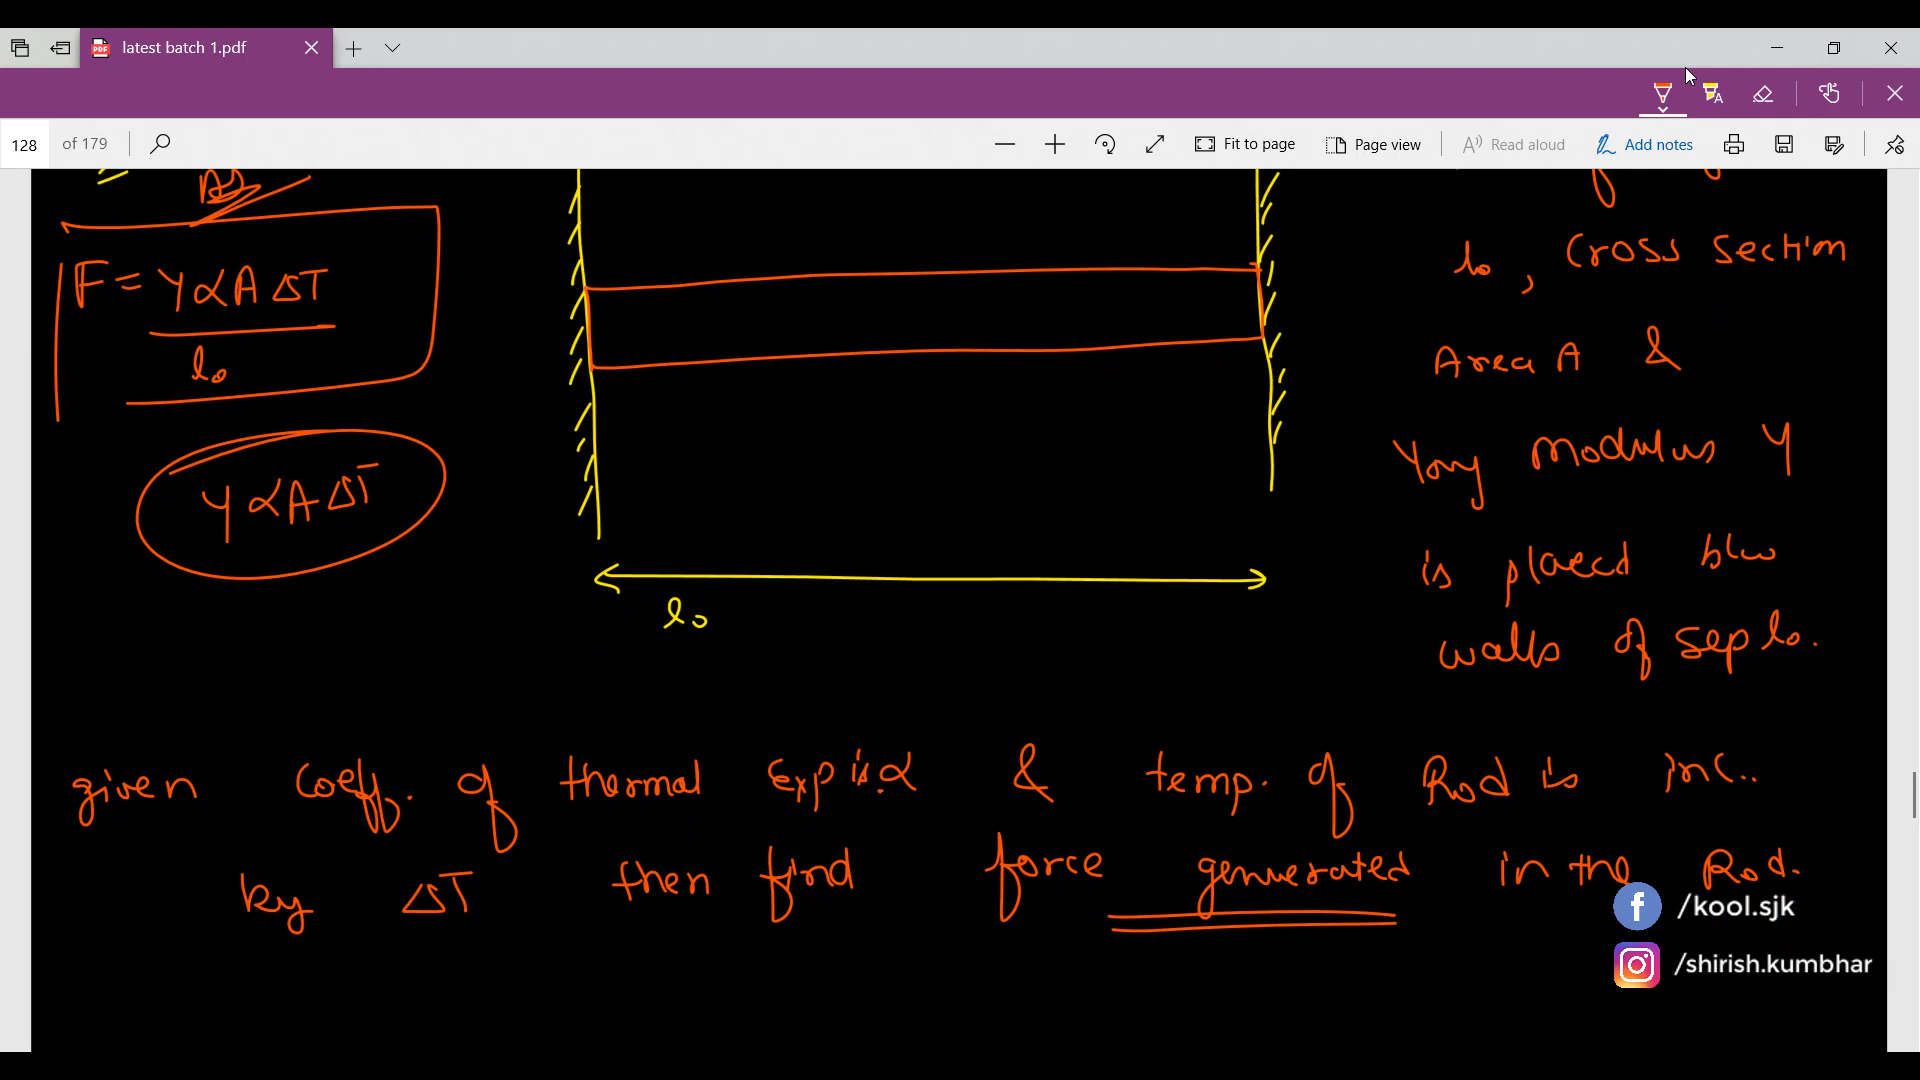 latest batch 1.pdf
128 of 179
Fit to page
Page view
Read aloud
Add notes
F = YαAΔT
l₀
YαAΔT
l₀
l₀, Cross section
Area A &
Yong modulus Y
is placed b/w
walls of sep l₀.
given coeff. of thermal exp is α & temp. of Rod is inc..
by ΔT then find force generated in the Rod.
/kool.sjk
/shirish.kumbhar